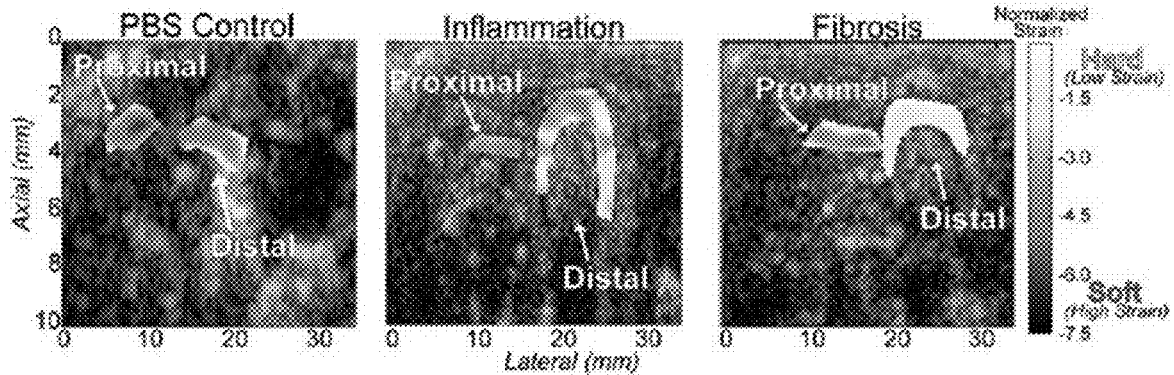 PBS Control
Inflammation
Fibrosis
Normalized
Strain
Hard
(Low Strain)
-1.5
-3.0
-4.5
-6.0
-7.5
Soft
(High Strain)
Axial (mm)
0
2
4
6
8
10
Proximal
Distal
Proximal
Distal
Proximal
Distal
0 10 20 30
0 10 20 30
0 10 20 30
Lateral (mm)